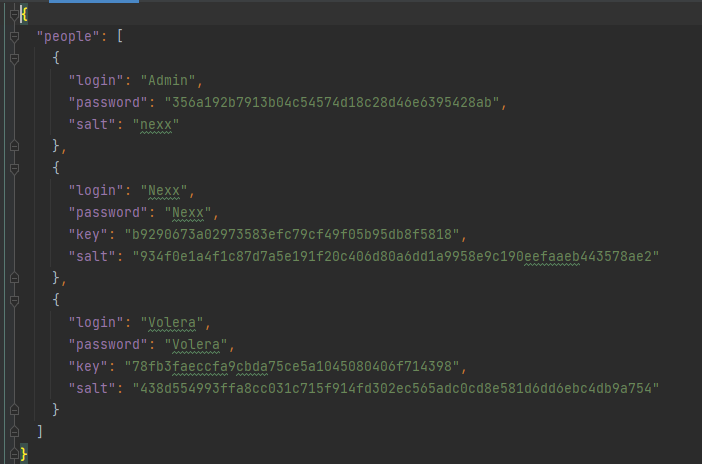 {
"people": [
{
"login": "Admin",
"password": "356a192b7913b04c54574d18c28d46e6395428ab",
"salt": "nexx"
},
{
"login": "Nexx",
"password": "Nexx",
"key": "b9290673a02973583efc79cf49f05b95db8f5818",
"salt": "934f0e1a4f1c87d7a5e191f20c406d80a6dd1a9958e9c190eefaaeb443578ae2"
},
{
"login": "Volera",
"password": "Volera",
"key": "78fb3faeccfa9cbda75ce5a1045080406f714398",
"salt": "438d554993ffa8cc031c715f914fd302ec565adc0cd8e581d6dd6ebc4db9a754"
}
]
}